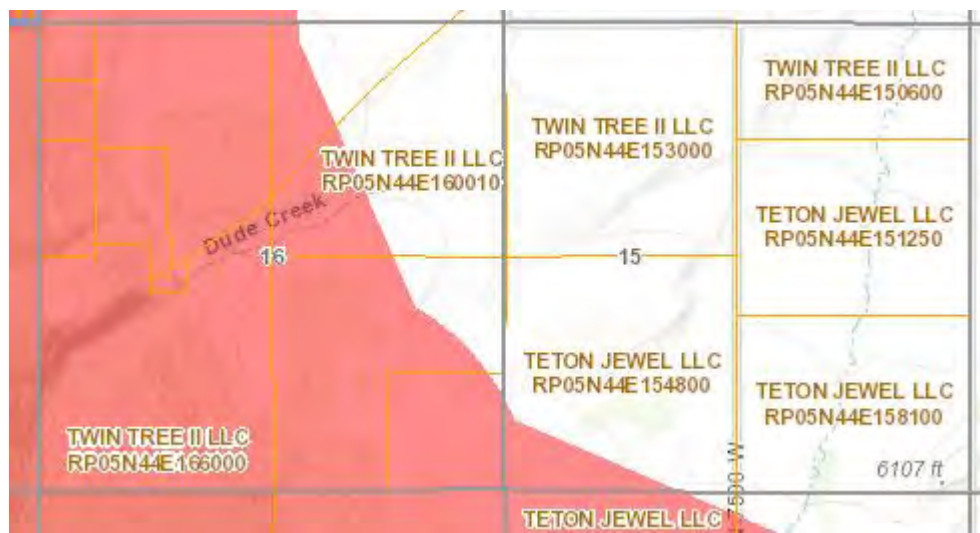 TWIN TREE II LLC
RP05N44E150600
TWIN TREE II LLC
RP05N44E153000
TWIN TREE II LLC
RP05N44E160010
Dude Creek
TETON JEWEL LLC
RP05N44E151250
16
15
TETON JEWEL LLC
RP05N44E154800
TETON JEWEL LLC
RP05N44E158100
TWIN TREE II LLC
RP05N44E166000
6107 ft
7500 W
TETON JEWEL LLC